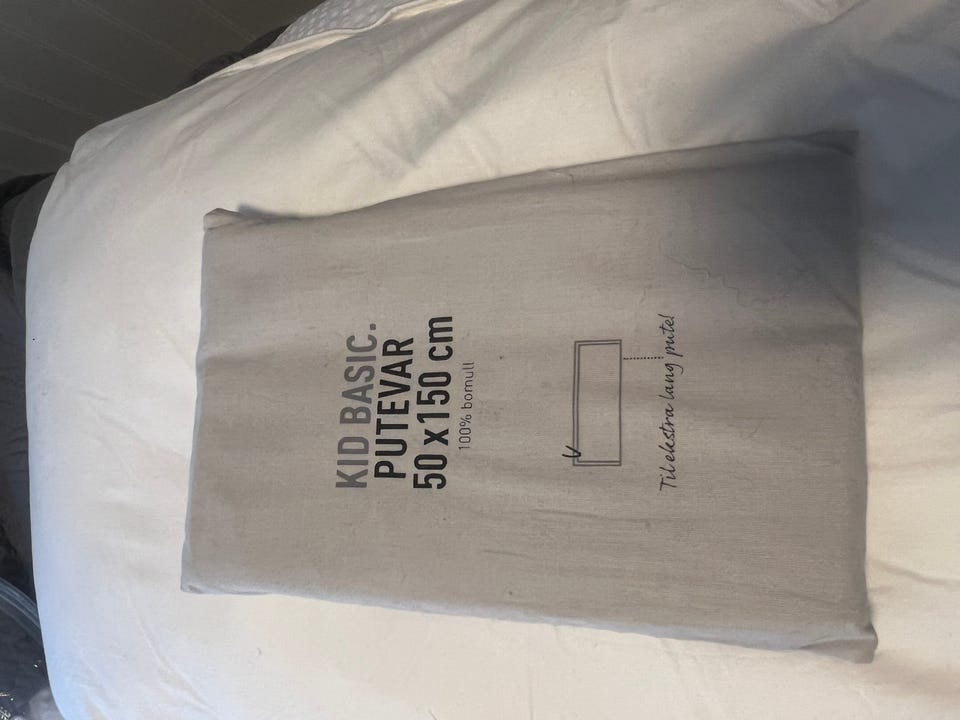 KID BASIC.
PUTEVAR
50 x 150 cm
100% bomull
Til ekstra lang pute!